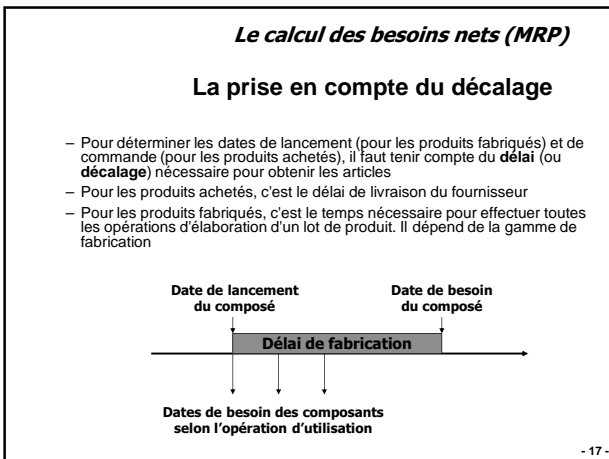 Le calcul des besoins nets (MRP)
La prise en compte du décalage
– Pour déterminer les dates de lancement (pour les produits fabriqués) et de
commande (pour les produits achetés), il faut tenir compte du délai (ou
décalage) nécessaire pour obtenir les articles
– Pour les produits achetés, c'est le délai de livraison du fournisseur
– Pour les produits fabriqués, c'est le temps nécessaire pour effectuer toutes
les opérations d'élaboration d'un lot de produit. Il dépend de la gamme de
fabrication
Date de lancement
du composé
Date de besoin
du composé
Délai de fabrication
Dates de besoin des composants
selon l'opération d'utilisation
- 17 -